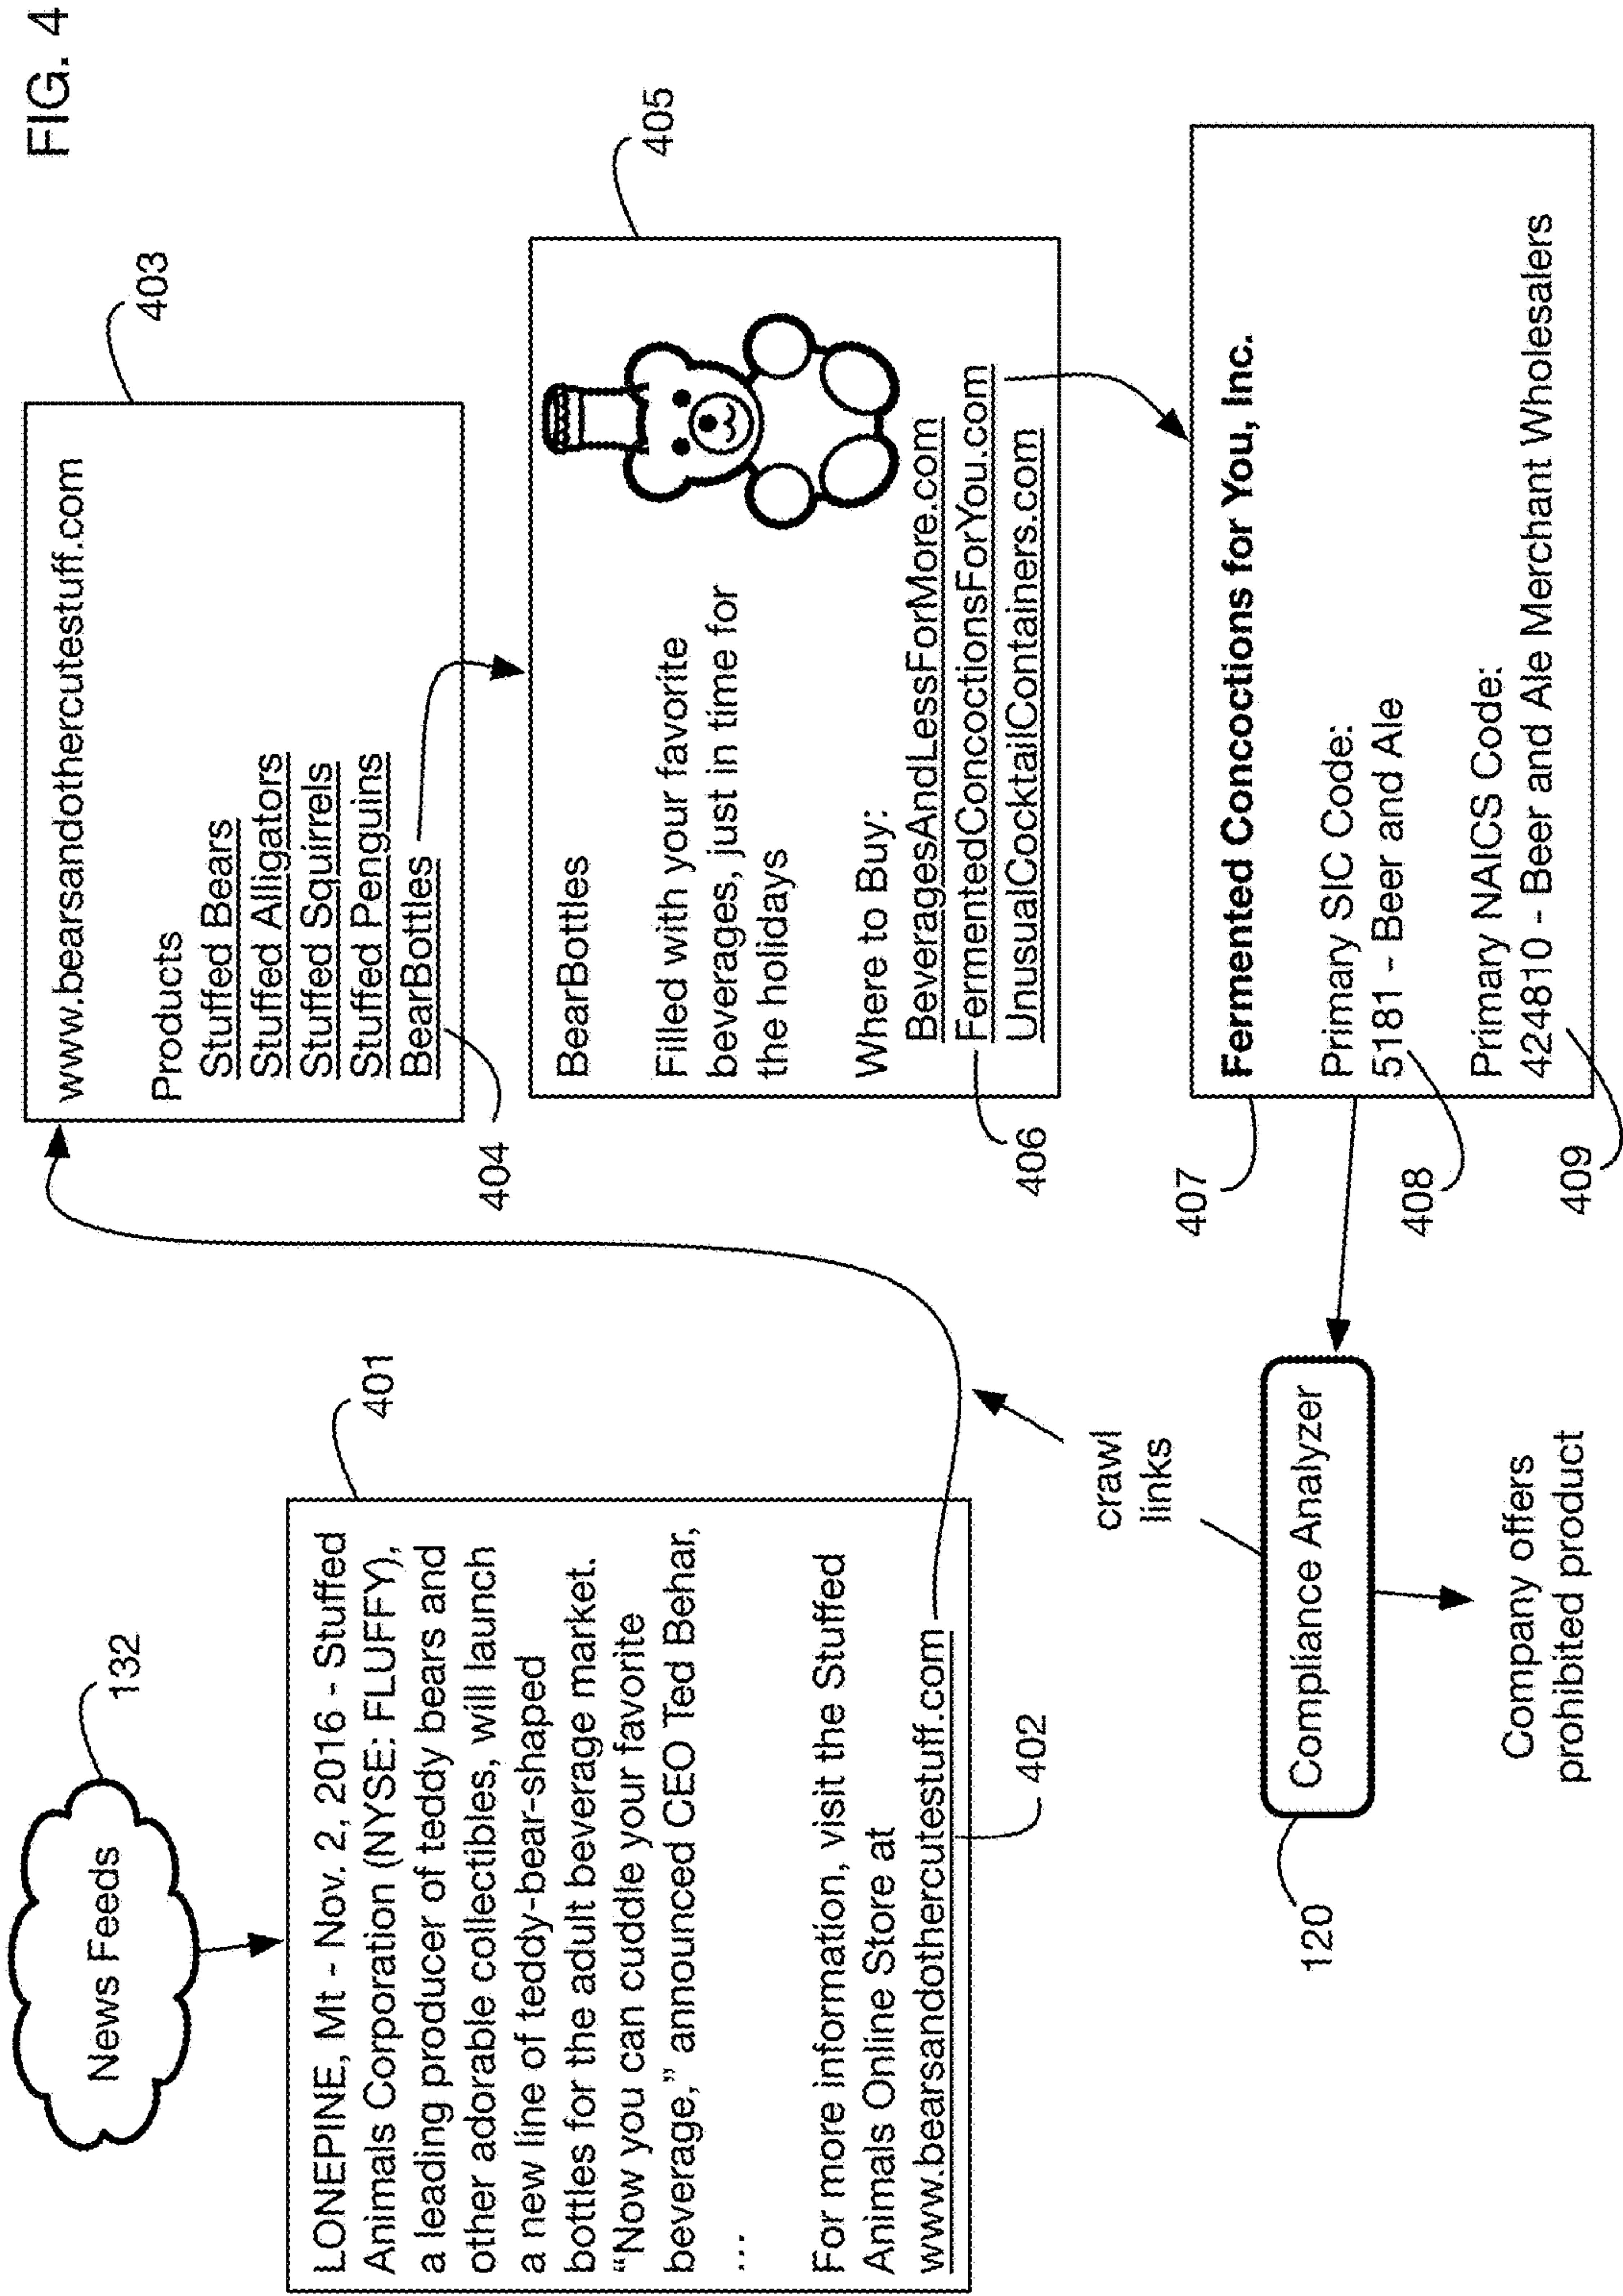 FIG. 4
News Feeds
132
LONEPINE, Mt - Nov. 2, 2016 - Stuffed
Animals Corporation (NYSE: FLUFFY),
a leading producer of teddy bears and
other adorable collectibles, will launch
a new line of teddy-bear-shaped
bottles for the adult beverage market.
“Now you can cuddle your favorite
beverage,” announced CEO Ted Behar,
...
For more information, visit the Stuffed
Animals Online Store at
www.bearsandothercutestuff.com
401
402
www.bearsandothercutestuff.com
Products
Stuffed Bears
Stuffed Alligators
Stuffed Squirrels
Stuffed Penguins
BearBottles
403
404
BearBottles
Filled with your favorite
beverages, just in time for
the holidays
Where to Buy:
BeveragesAndLessForMore.com
FermentedConcoctionsForYou.com
UnusualCocktailContainers.com
405
406
crawl
links
Compliance Analyzer
120
Company offers
prohibited product
407
Fermented Concoctions for You, Inc.
Primary SIC Code:
5181 - Beer and Ale
408
Primary NAICS Code:
424810 - Beer and Ale Merchant Wholesalers
409